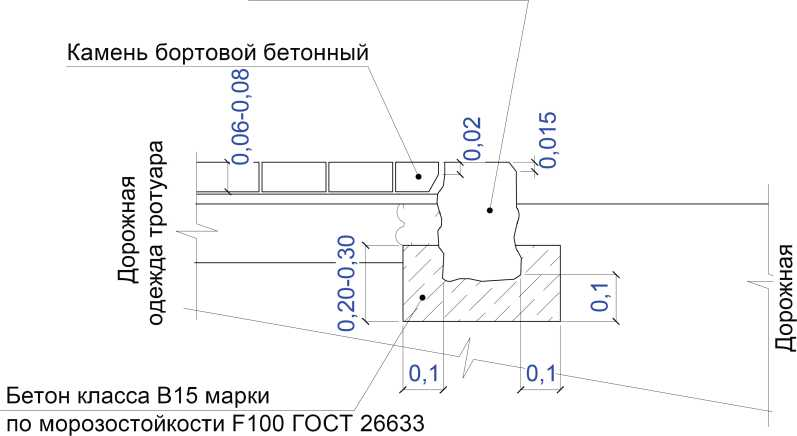 Камень бортовой бетонный
0,06-0,08
0,02
0,015
Дорожная
одежда тротуара
0,20-0,30
0,1
0,1
0,1
Дорожная
Бетон класса В15 марки
по морозостойкости F100 ГОСТ 26633